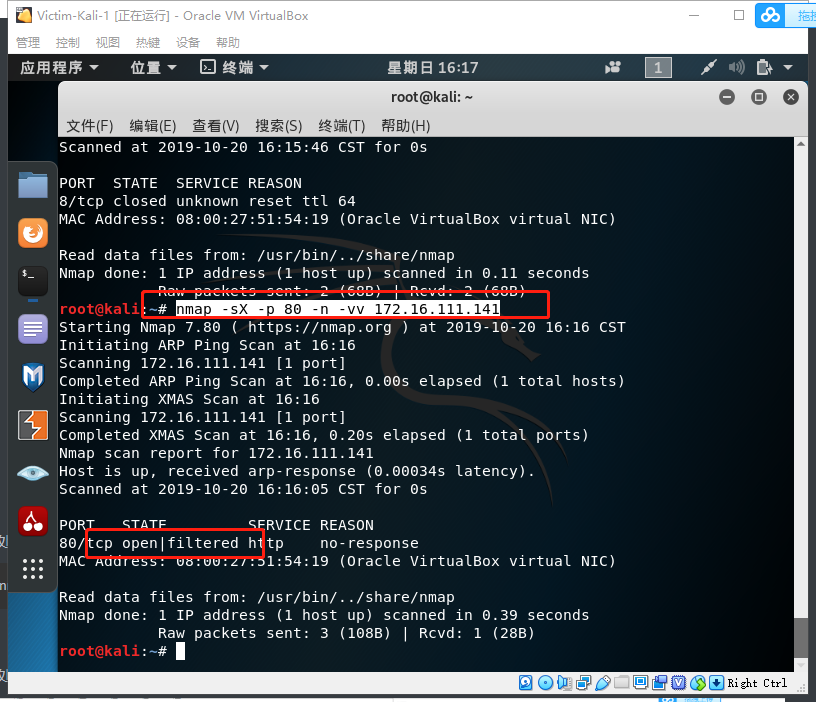 Victim-Kali-1 [正在运行] - Oracle VM VirtualBox
拖拽
管理 控制 视图 热键 设备 帮助
应用程序 位置 终端 星期日 16:17 1
root@kali: ~
文件(F) 编辑(E) 查看(V) 搜索(S) 终端(T) 帮助(H)
Scanned at 2019-10-20 16:15:46 CST for 0s
PORT STATE SERVICE REASON
8/tcp closed unknown reset ttl 64
MAC Address: 08:00:27:51:54:19 (Oracle VirtualBox virtual NIC)
Read data files from: /usr/bin/../share/nmap
Nmap done: 1 IP address (1 host up) scanned in 0.11 seconds
Raw packets sent: 2 (68B) | Rcvd: 2 (68B)
root@kali:~# nmap -sX -p 80 -n -vv 172.16.111.141
Starting Nmap 7.80 ( https://nmap.org ) at 2019-10-20 16:16 CST
Initiating ARP Ping Scan at 16:16
Scanning 172.16.111.141 [1 port]
Completed ARP Ping Scan at 16:16, 0.00s elapsed (1 total hosts)
Initiating XMAS Scan at 16:16
Scanning 172.16.111.141 [1 port]
Completed XMAS Scan at 16:16, 0.20s elapsed (1 total ports)
Nmap scan report for 172.16.111.141
Host is up, received arp-response (0.00034s latency).
Scanned at 2019-10-20 16:16:05 CST for 0s
PORT STATE SERVICE REASON
80/tcp open|filtered http no-response
MAC Address: 08:00:27:51:54:19 (Oracle VirtualBox virtual NIC)
Read data files from: /usr/bin/../share/nmap
Nmap done: 1 IP address (1 host up) scanned in 0.39 seconds
Raw packets sent: 3 (108B) | Rcvd: 1 (28B)
root@kali:~#
Right Ctrl